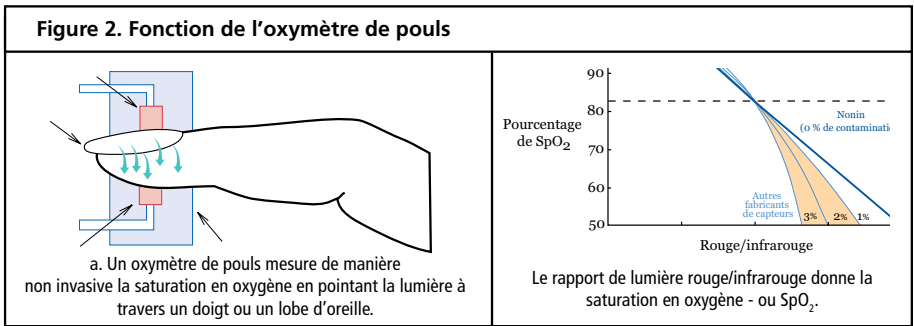 Figure 2. Fonction de l’oxymètre de pouls
a. Un oxymètre de pouls mesure de manière
non invasive la saturation en oxygène en pointant la lumière à
travers un doigt ou un lobe d’oreille.
90
80
70
60
50
Pourcentage
de SpO2
Nonin
(0 % de contaminati
Autres
fabricants
de capteurs
3% 2% 1%
Rouge/infrarouge
Le rapport de lumière rouge/infrarouge donne la
saturation en oxygène - ou SpO2.